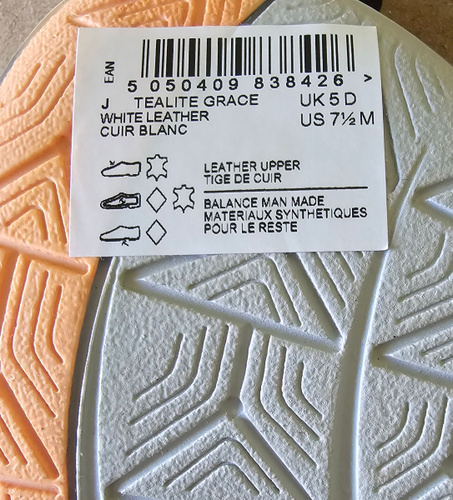 EAN
5 050409 838426 >
J TEALITE GRACE UK 5 D
WHITE LEATHER US 7½ M
CUIR BLANC
LEATHER UPPER
TIGE DE CUIR
BALANCE MAN MADE
MATERIAUX SYNTHETIQUES
POUR LE RESTE